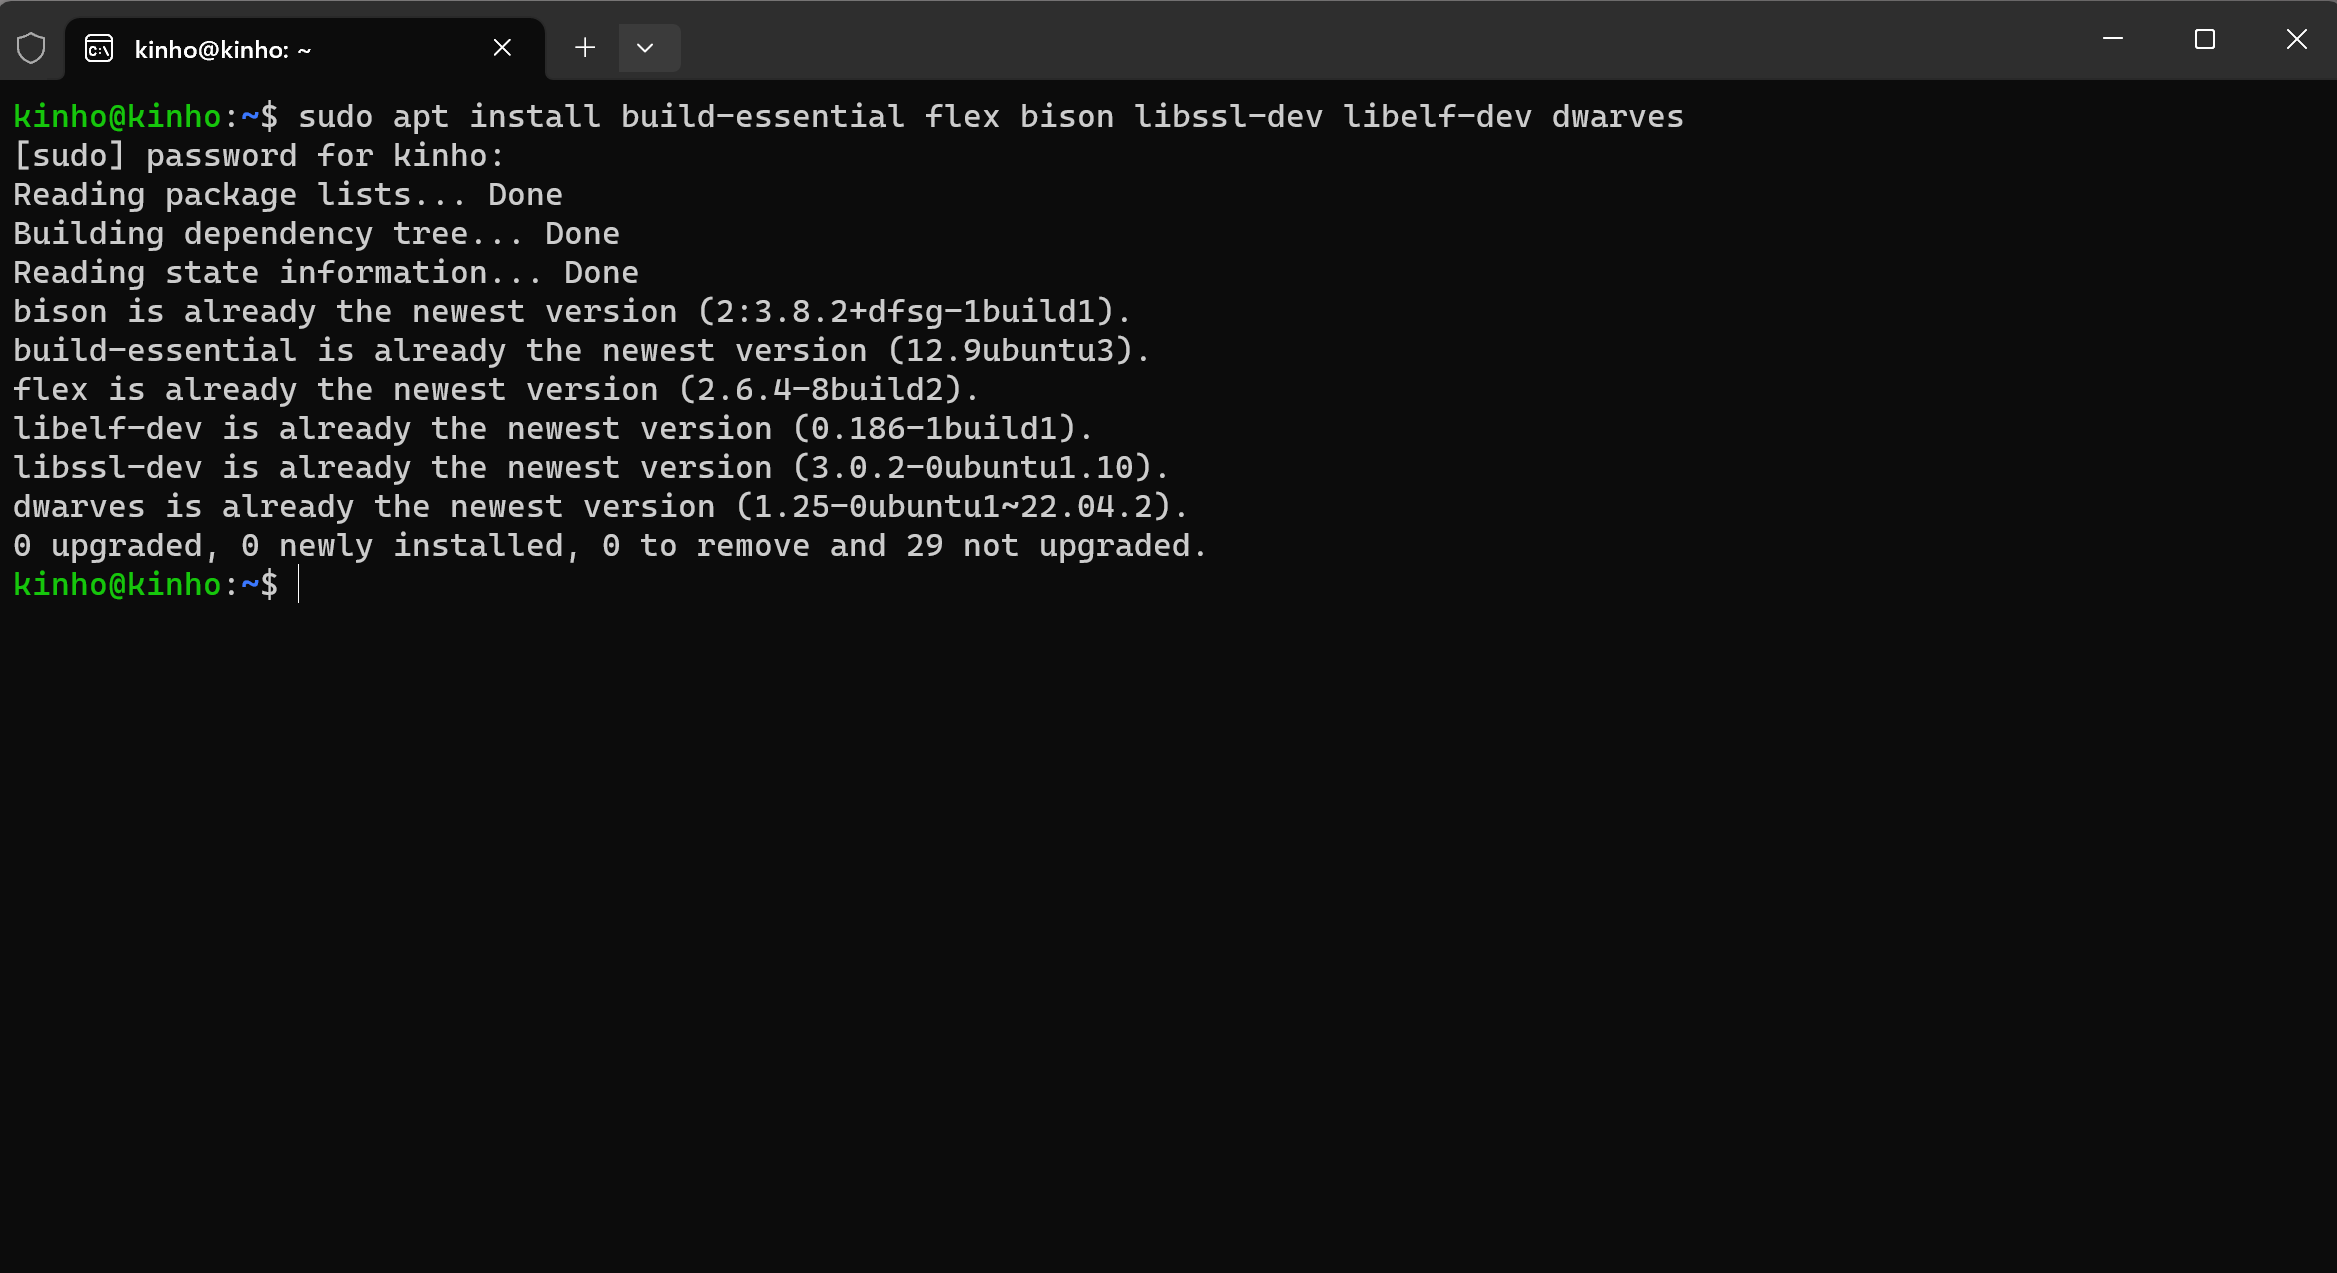 kinho@kinho: ~
kinho@kinho:~$ sudo apt install build-essential flex bison libssl-dev libelf-dev dwarves
[sudo] password for kinho:
Reading package lists... Done
Building dependency tree... Done
Reading state information... Done
bison is already the newest version (2:3.8.2+dfsg-1build1).
build-essential is already the newest version (12.9ubuntu3).
flex is already the newest version (2.6.4-8build2).
libelf-dev is already the newest version (0.186-1build1).
libssl-dev is already the newest version (3.0.2-0ubuntu1.10).
dwarves is already the newest version (1.25-0ubuntu1~22.04.2).
0 upgraded, 0 newly installed, 0 to remove and 29 not upgraded.
kinho@kinho:~$